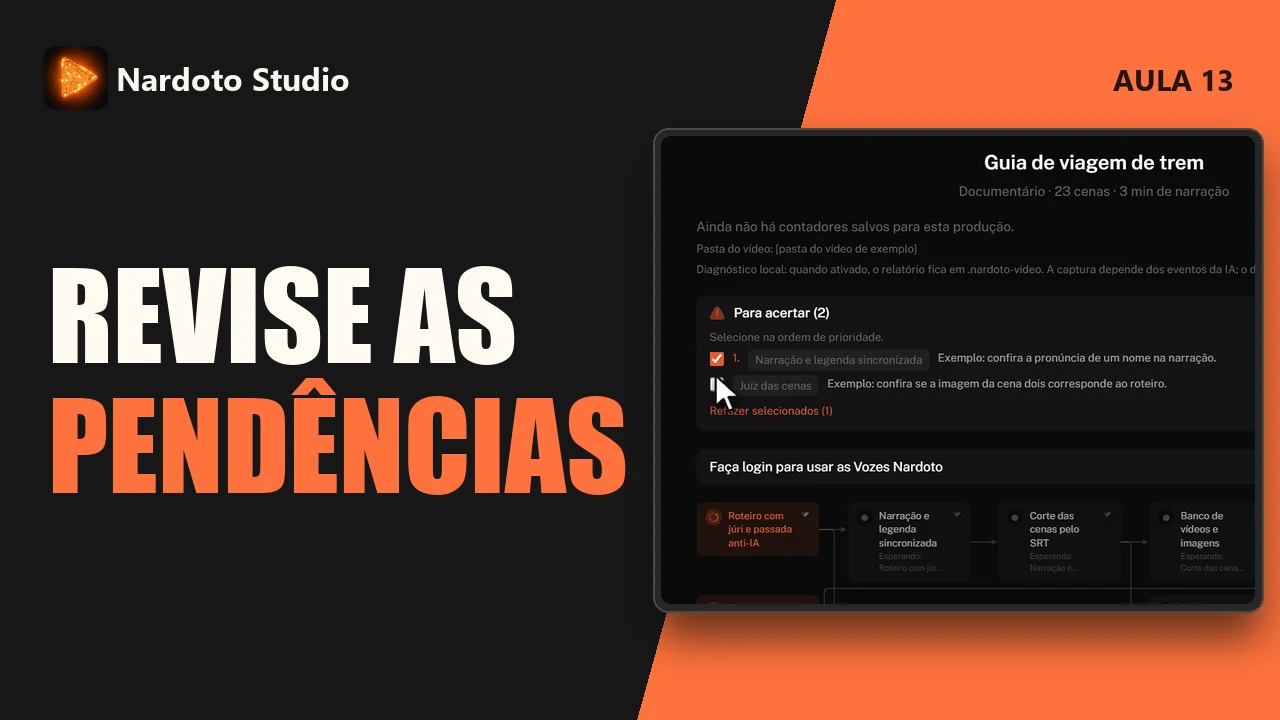 Nardoto Studio
AULA 13
REVISE AS
PENDÊNCIAS
Guia de viagem de trem
Documentário · 23 cenas · 3 min de narração
Ainda não há contadores salvos para esta produção.
Pasta do vídeo: [pasta do vídeo de exemplo]
Diagnóstico local: quando ativado, o relatório fica em .nardoto-video. A captura depende dos eventos da IA; o d
Para acertar (2)
Selecione na ordem de prioridade.
1. Narração e legenda sincronizada Exemplo: confira a pronúncia de um nome na narração.
Juiz das cenas Exemplo: confira se a imagem da cena dois corresponde ao roteiro.
Refazer selecionados (1)
Faça login para usar as Vozes Nardoto
Roteiro com
júri e passada
anti-IA
Narração e
legenda
sincronizada
Esperando:
Roteiro com júr...
Corte das
cenas pelo
SRT
Esperando:
Narração e...
Banco de
vídeos e
imagens
Esperando:
Corte das cena...